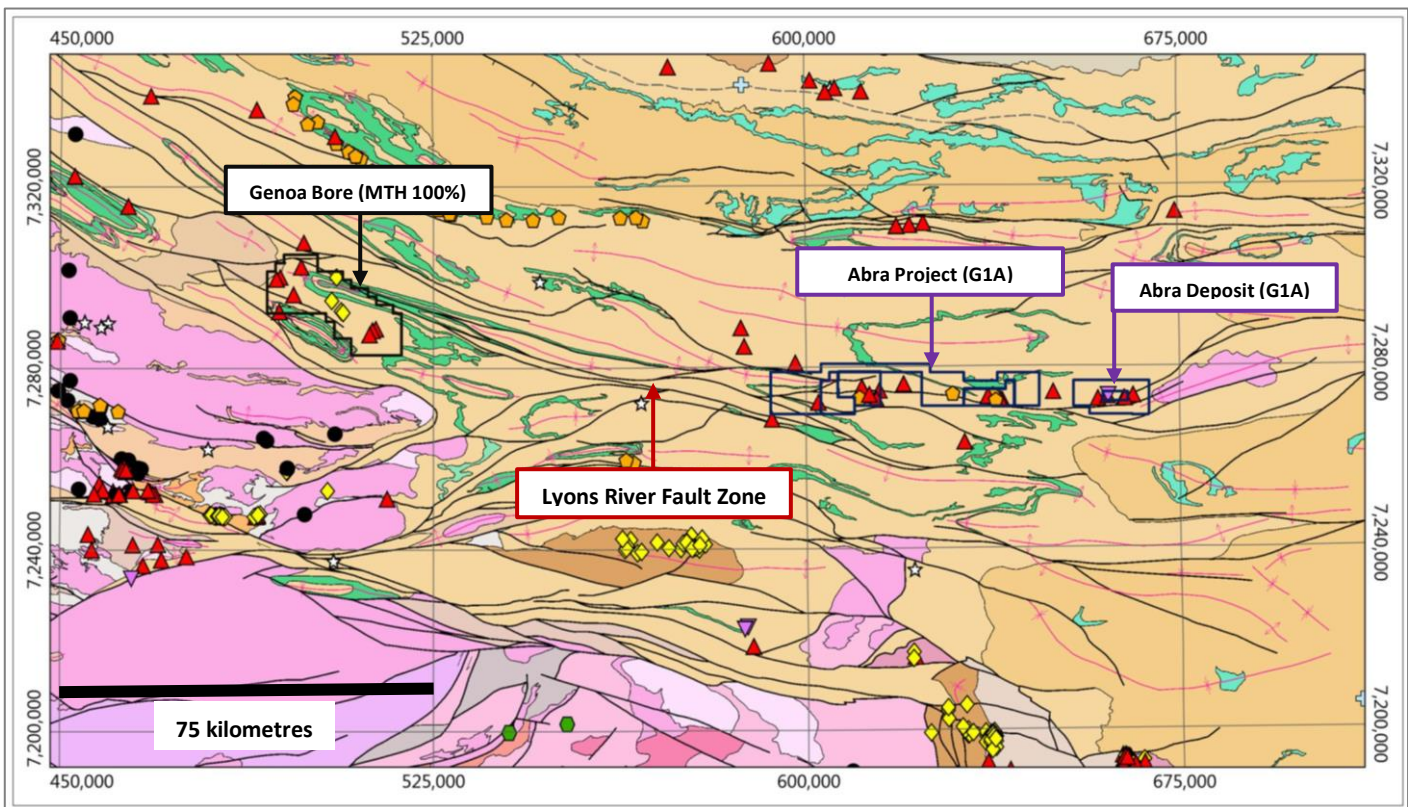 450,000 525,000 600,000 675,000
7,320,000 7,320,000
Genoa Bore (MTH 100%)
Abra Project (G1A)
Abra Deposit (G1A)
7,280,000 7,280,000
Lyons River Fault Zone
7,240,000 7,240,000
75 kilometres
7,200,000 7,200,000
450,000 525,000 600,000 675,000